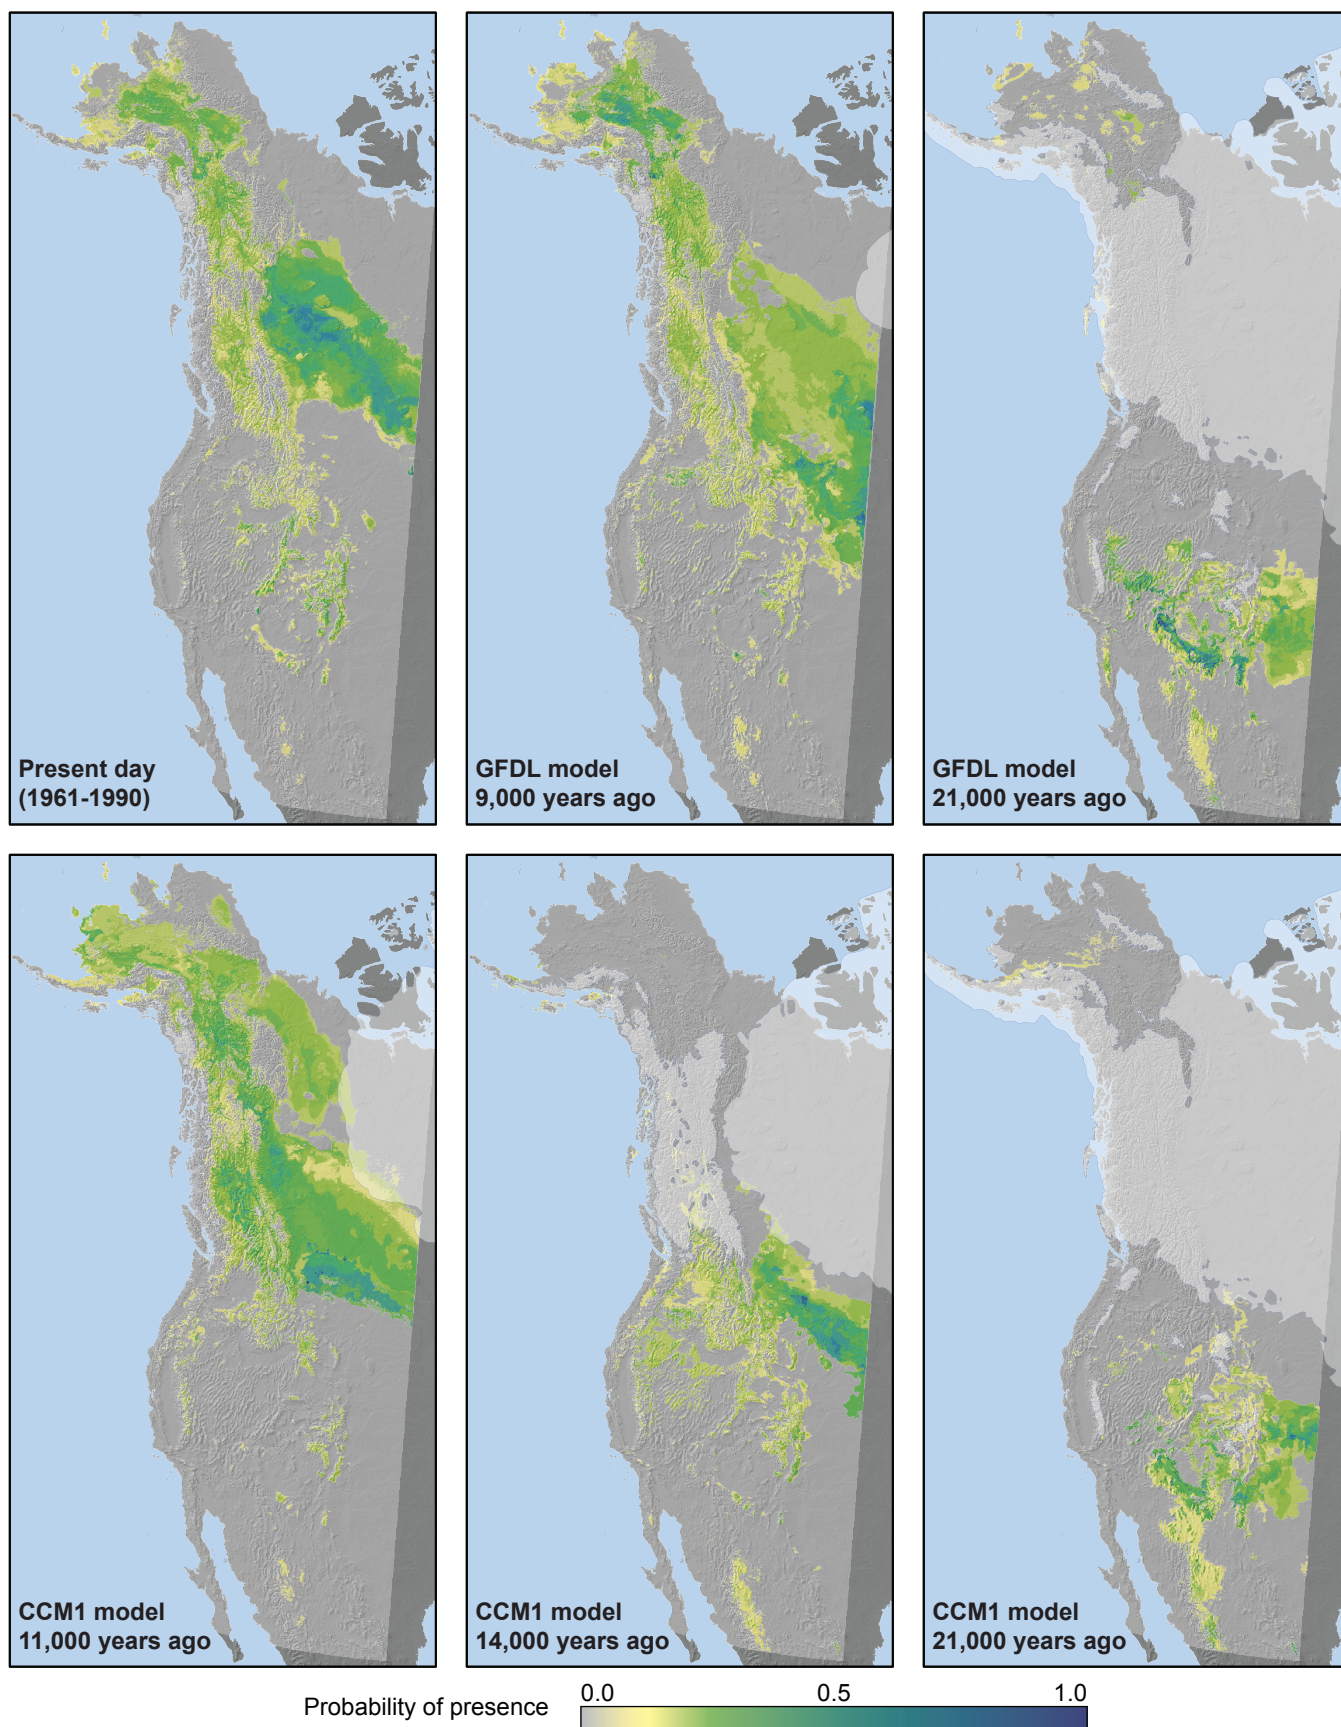 Present day
(1961-1990)
GFDL model
9,000 years ago
GFDL model
21,000 years ago
CCM1 model
11,000 years ago
CCM1 model
14,000 years ago
CCM1 model
21,000 years ago
Probability of presence
0.0 0.5 1.0